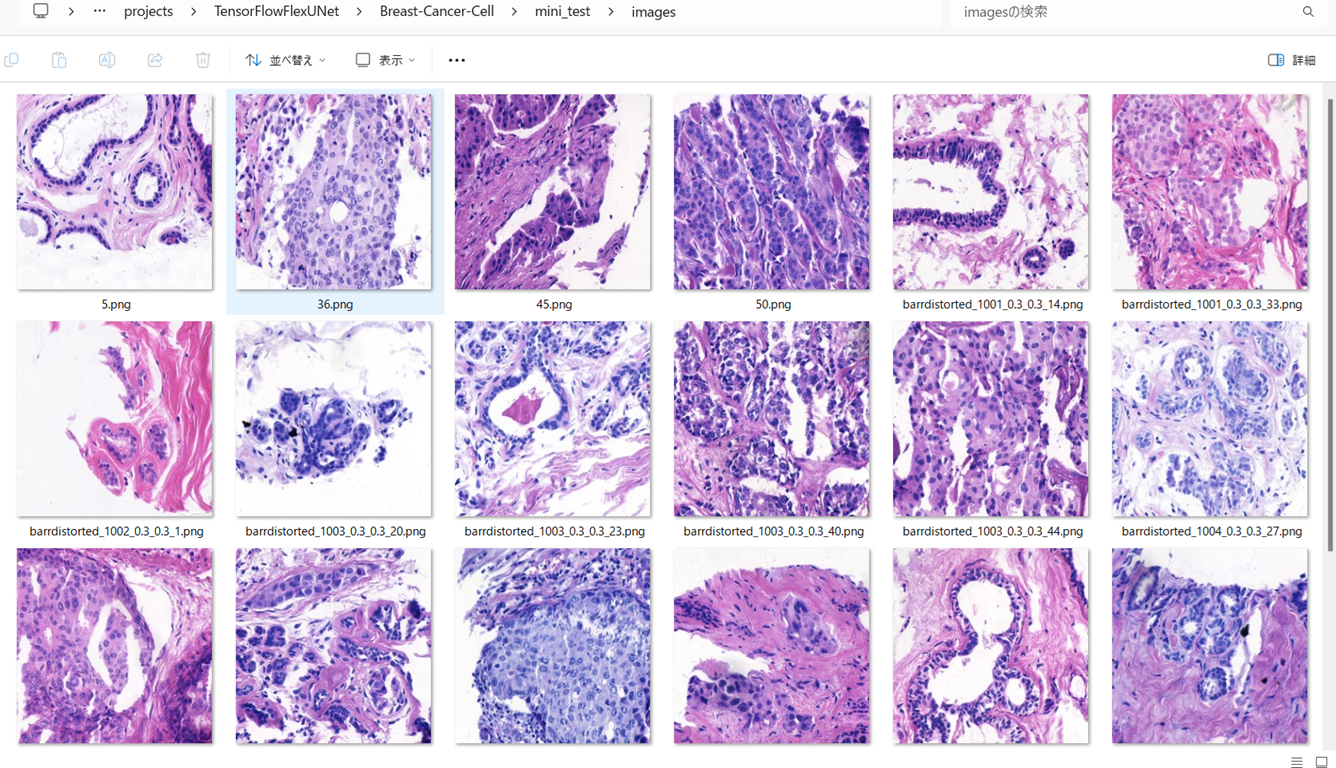 … projects TensorFlowFlexUNet Breast-Cancer-Cell mini_test images imagesの検索
並べ替え 表示 … 詳細
5.png 36.png 45.png 50.png barrdistorted_1001_0.3_0.3_14.png barrdistorted_1001_0.3_0.3_33.png
barrdistorted_1002_0.3_0.3_1.png barrdistorted_1003_0.3_0.3_20.png barrdistorted_1003_0.3_0.3_23.png barrdistorted_1003_0.3_0.3_40.png barrdistorted_1003_0.3_0.3_44.png barrdistorted_1004_0.3_0.3_27.png